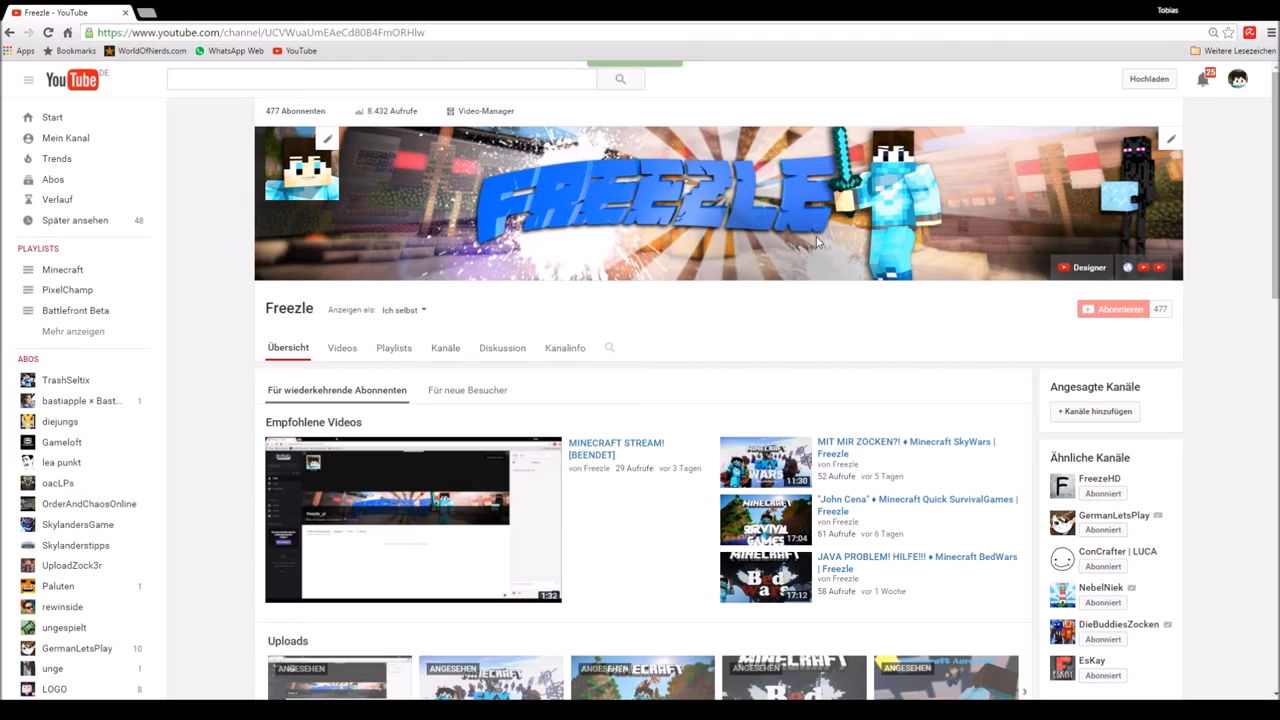 Freezle - YouTube
Tobias
https://www.youtube.com/channel/UCVWuaUmEAeCd80B4FmORHlw
Apps
Bookmarks
WorldOfNerds.com
WhatsApp Web
YouTube
Weitere Lesezeichen
YouTube DE
Hochladen
25
Start
Mein Kanal
Trends
Abos
Verlauf
Später ansehen 48
PLAYLISTS
Minecraft
PixelChamp
Battlefront Beta
Mehr anzeigen
ABOS
TrashSeltix
bastiapple × Bast... 1
diejungs
Gameloft
lea punkt
oacLPs
OrderAndChaosOnline
SkylandersGame
Skylanderstipps
UploadZock3r
Paluten 1
rewinside
ungespielt
GermanLetsPlay 10
unge 1
LOGO 8
477 Abonnenten
8.432 Aufrufe
Video-Manager
FREEZLE
Designer
Freezle
Anzeigen als: Ich selbst
Abonnieren 477
Übersicht
Videos
Playlists
Kanäle
Diskussion
Kanalinfo
Für wiederkehrende Abonnenten
Für neue Besucher
Empfohlene Videos
1:32
MINECRAFT STREAM!
[BEENDET]
von Freezle 29 Aufrufe vor 3 Tagen
11:30
MIT MIR ZOCKEN?! ♦ Minecraft SkyWars |
Freezle
von Freezle
52 Aufrufe vor 5 Tagen
17:04
"John Cena" ♦ Minecraft Quick SurvivalGames |
Freezle
von Freezle
61 Aufrufe vor 6 Tagen
17:12
JAVA PROBLEM! HILFE!!! ♦ Minecraft BedWars
| Freezle
von Freezle
58 Aufrufe vor 1 Woche
Uploads
ANGESEHEN
ANGESEHEN
ANGESEHEN
ANGESEHEN
ANGESEHEN
Angesagte Kanäle
+ Kanäle hinzufügen
Ähnliche Kanäle
FreezeHD
Abonniert
GermanLetsPlay
Abonniert
ConCrafter | LUCA
Abonniert
NebelNiek
Abonniert
DieBuddiesZocken
Abonniert
EsKay
Abonniert